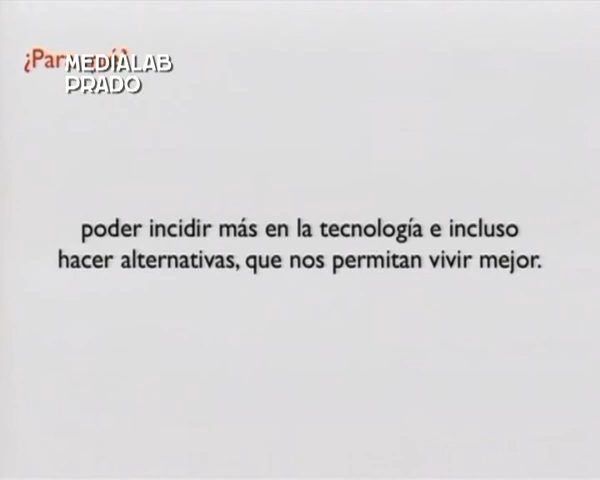 MEDIALAB
PRADO
poder incidir más en la tecnología e incluso
hacer alternativas, que nos permitan vivir mejor.